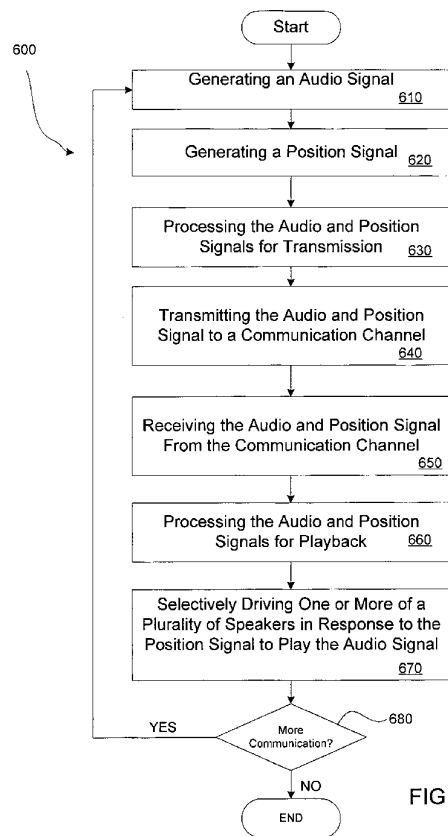 Start
600
Generating an Audio Signal
610
Generating a Position Signal
620
Processing the Audio and Position
Signals for Transmission
630
Transmitting the Audio and Position
Signal to a Communication Channel
640
Receiving the Audio and Position Signal
From the Communication Channel
650
Processing the Audio and Position
Signals for Playback
660
Selectively Driving One or More of a
Plurality of Speakers in Response to the
Position Signal to Play the Audio Signal
670
680
YES
More
Communication?
NO
FIG
END